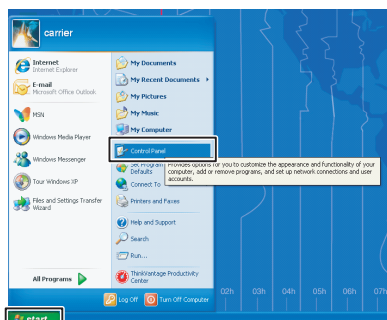 carrier
Internet
Internet Explorer
E-mail
Microsoft Office Outlook
MSN
Windows Media Player
Windows Messenger
Tour Windows XP
Files and Settings Transfer
Wizard
All Programs
My Documents
My Recent Documents
My Pictures
My Music
My Computer
Control Panel
Set Program
Defaults
Provides options for you to customize the appearance and functionality of your
computer, add or remove programs, and set up network connections and user
accounts.
Connect To
Printers and Faxes
Help and Support
Search
Run...
ThinkVantage Productivity
Center
Log Off
Turn Off Computer
02h 03h 04h 05h 06h 07h
start